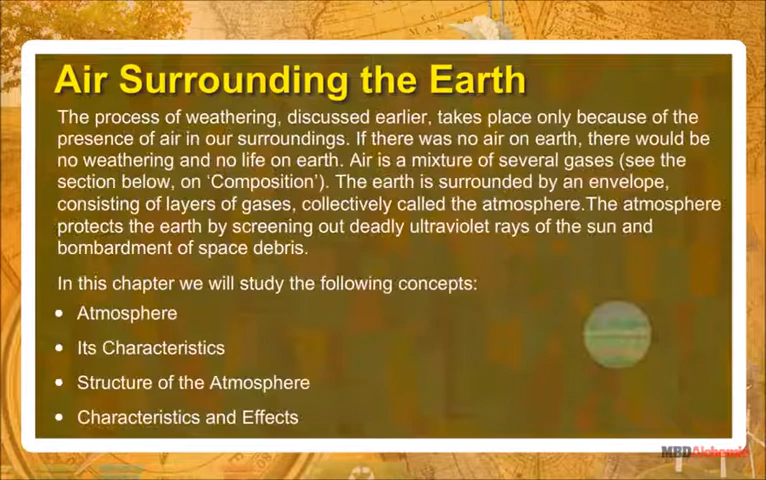 Air Surrounding the Earth
The process of weathering, discussed earlier, takes place only because of the
presence of air in our surroundings. If there was no air on earth, there would be
no weathering and no life on earth. Air is a mixture of several gases (see the
section below, on ‘Composition’). The earth is surrounded by an envelope,
consisting of layers of gases, collectively called the atmosphere.The atmosphere
protects the earth by screening out deadly ultraviolet rays of the sun and
bombardment of space debris.
In this chapter we will study the following concepts:
• Atmosphere
• Its Characteristics
• Structure of the Atmosphere
• Characteristics and Effects
MBDAlchemie